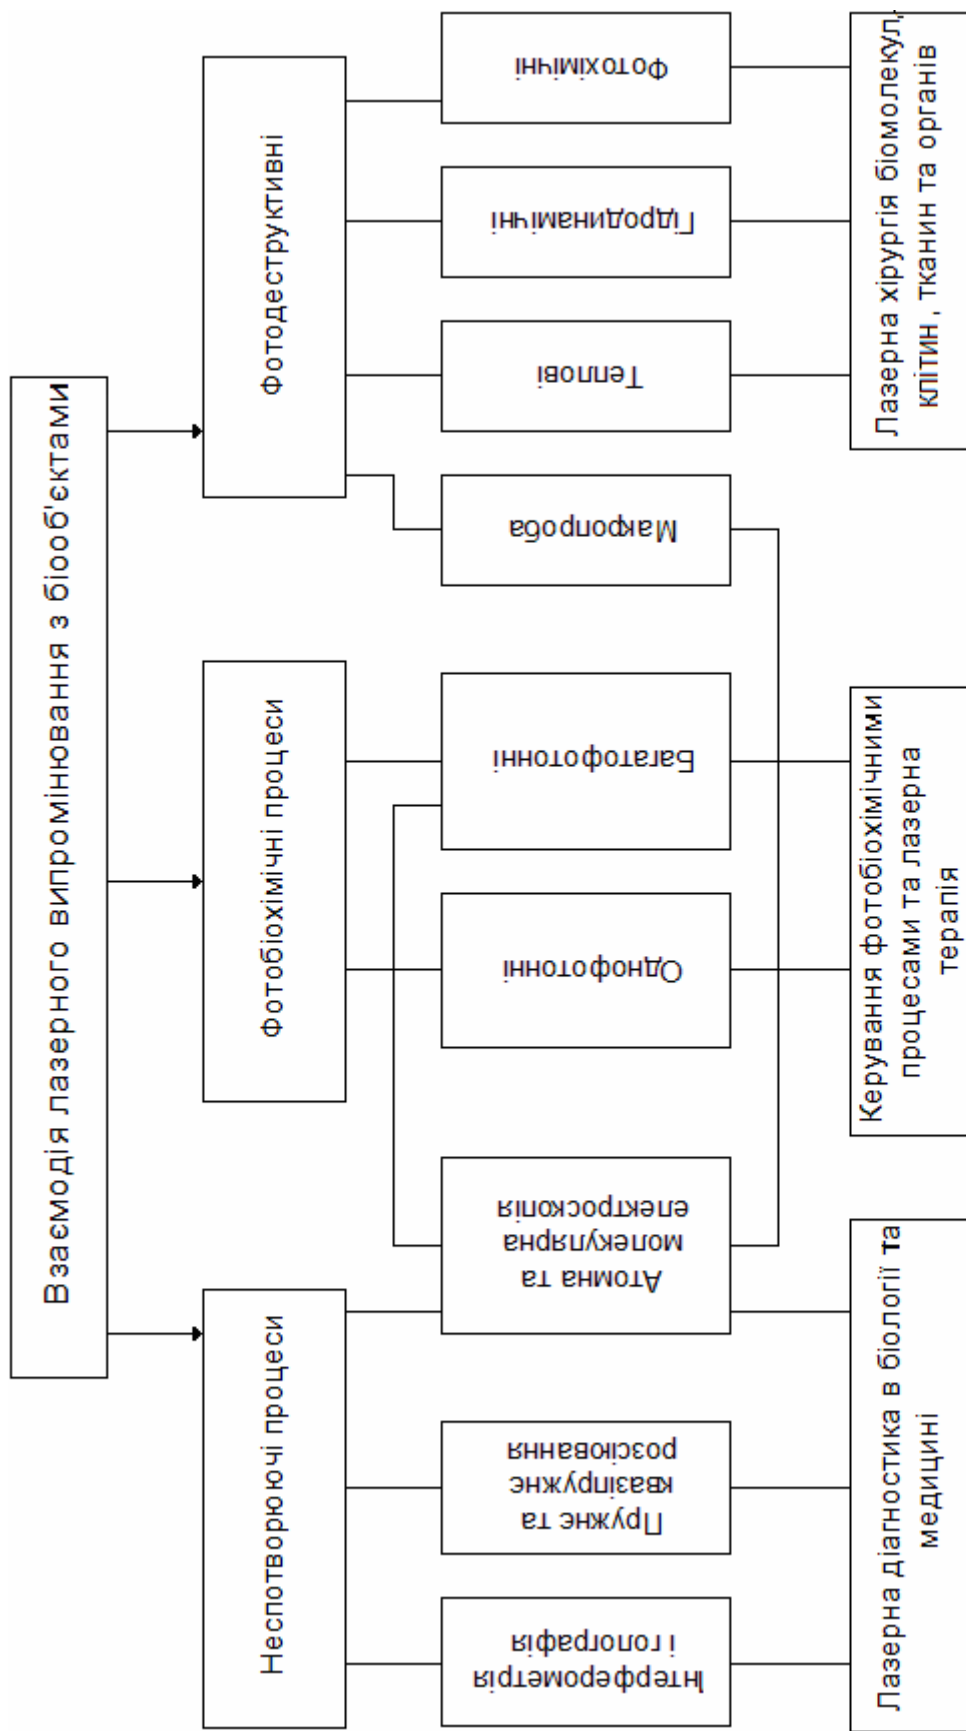 Взаємодія лазерного випромінювання з біооб'єктами
Неспотворюючі процеси
Фотобіохімічні процеси
Фотодеструктивні
Інтерферометрія
і голографія
Пружнє та
квазіпружнє
розсіювання
Атомна та
молекулярна
електроскопія
Однофотонні
Багатофотонні
Макропроба
Теплові
Гідродинамічні
Фотохімічні
Лазерна діагностика в біології та
медицині
Керування фотобіохімічними
процесами та лазерна
терапія
Лазерна хірургія біомолекул,
клітин, тканин та органів